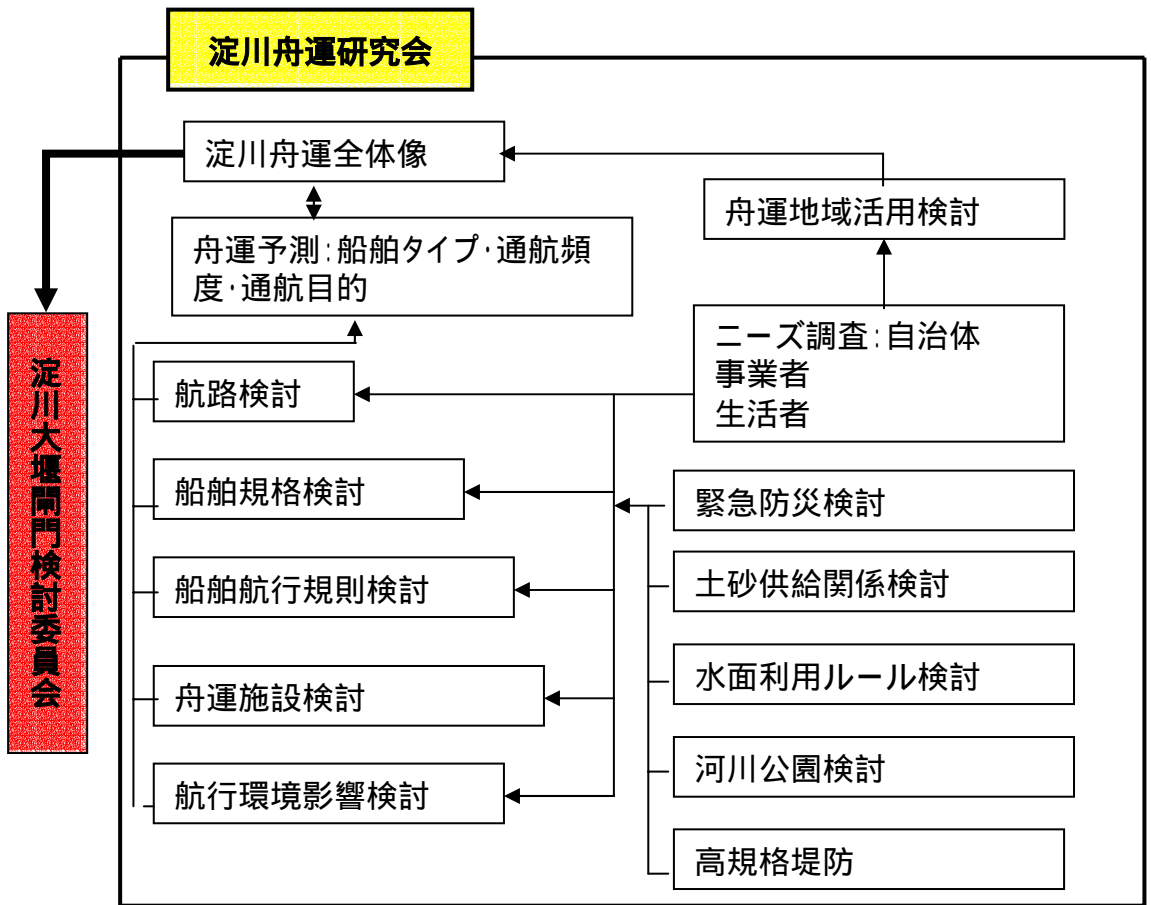 淀川舟運研究会
淀川舟運全体像
舟運地域活用検討
舟運予測:船舶タイプ・通航頻
度・通航目的
ニーズ調査:自治体
事業者
生活者
淀川大堰閘門検討委員会
航路検討
船舶規格検討
緊急防災検討
船舶航行規則検討
土砂供給関係検討
舟運施設検討
水面利用ルール検討
航行環境影響検討
河川公園検討
高規格堤防